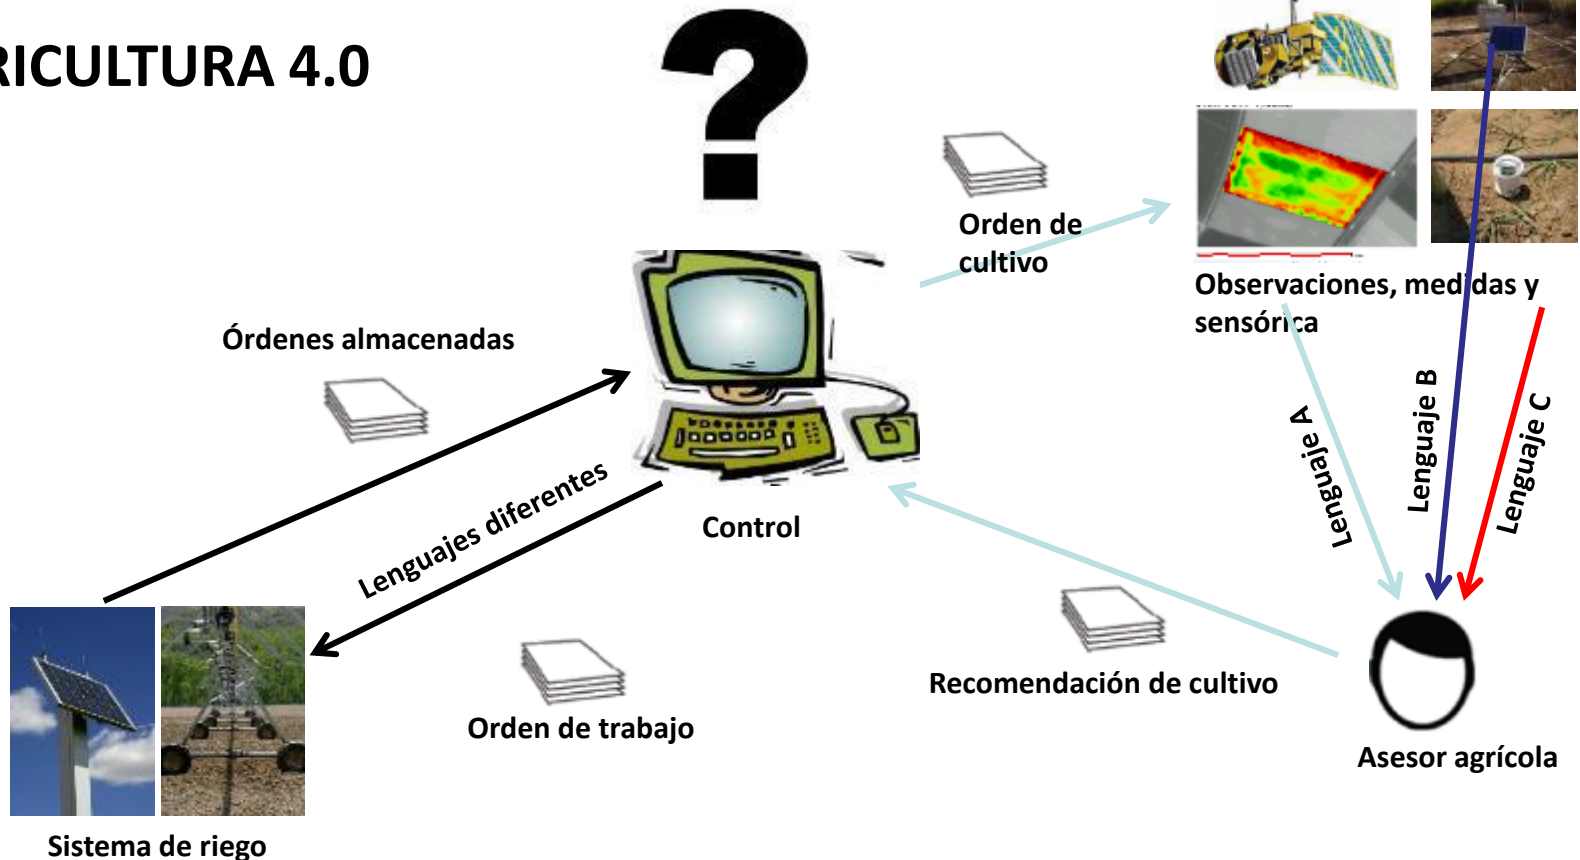 RICULTURA 4.0
Orden de
cultivo
Observaciones, medidas y
sensórica
Órdenes almacenadas
Lenguaje A
Lenguaje B
Lenguaje C
Lenguajes diferentes
Control
Recomendación de cultivo
Orden de trabajo
Asesor agrícola
Sistema de riego